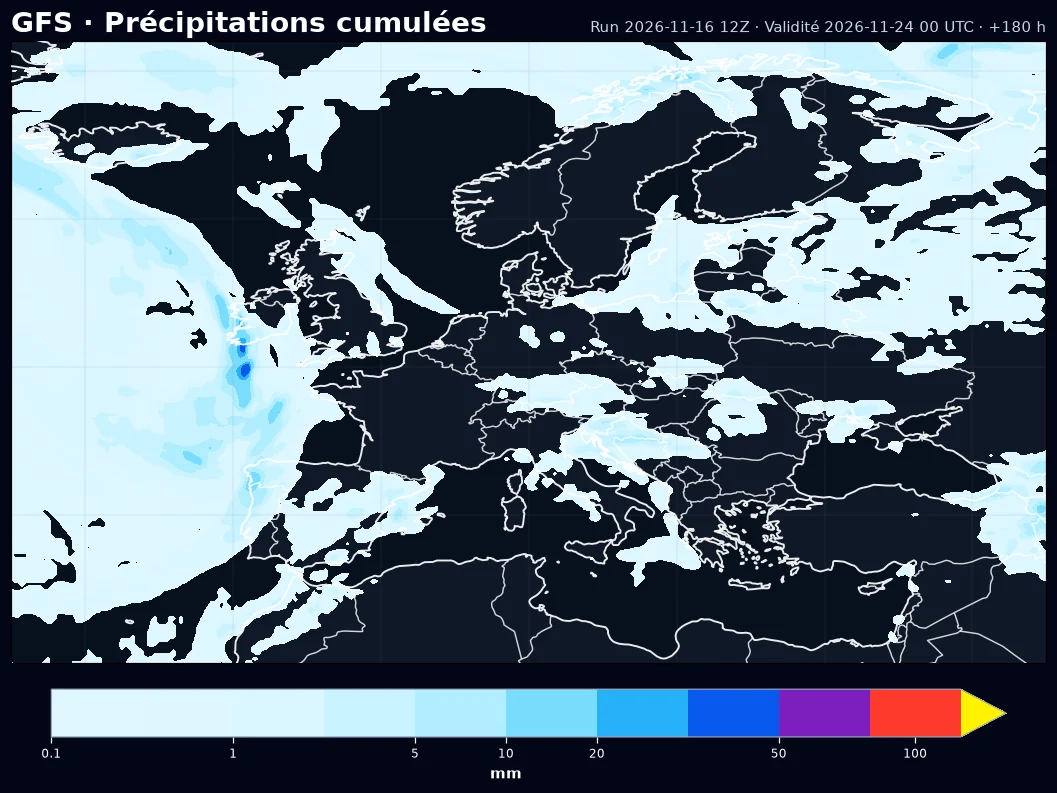 GFS · Précipitations cumulées
Run 2026-11-16 12Z · Validité 2026-11-24 00 UTC · +180 h
0.1 1 5 10 20 50 100
mm